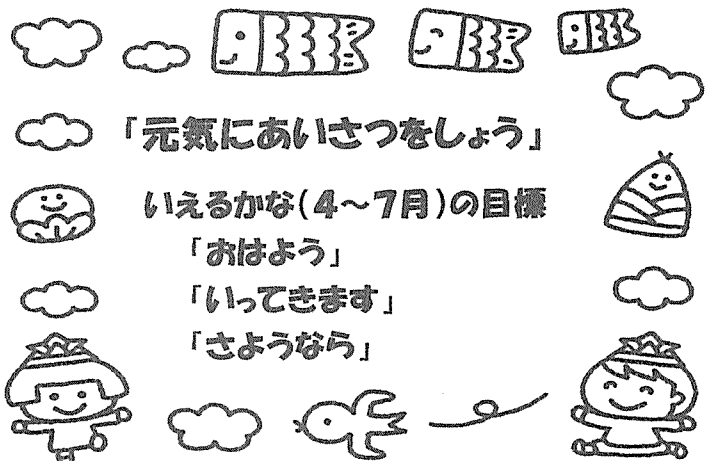 「元気にあいさつをしよう」
いえるかな(4~7月)の目標
「おはよう」
「いってきます」
「さようなら」